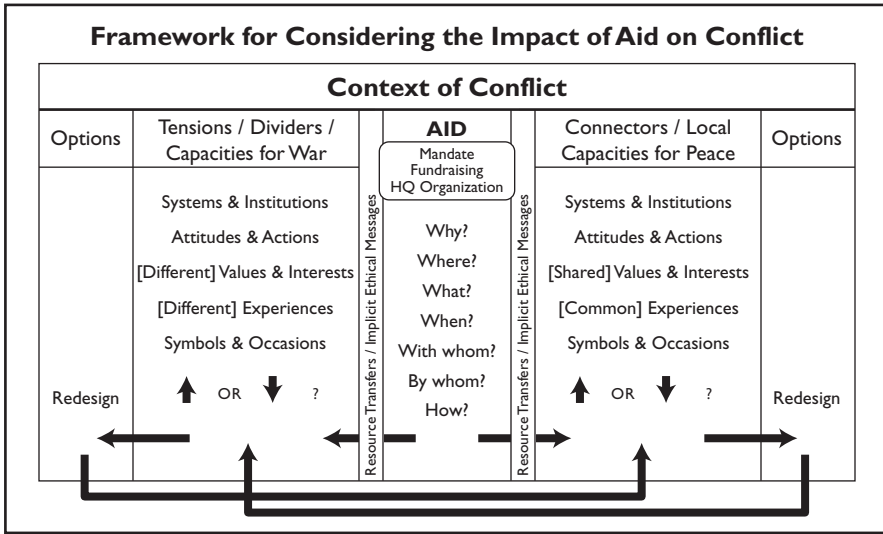 Framework for Considering the Impact of Aid on Conflict
Context of Conflict
Options
Redesign
Tensions / Dividers /
Capacities for War
Systems & Institutions
Attitudes & Actions
[Different] Values & Interests
[Different] Experiences
Symbols & Occasions
OR ?
Resource Transfers / Implicit Ethical Messages
AID
Mandate
Fundraising
HQ Organization
Why?
Where?
What?
When?
With whom?
By whom?
How?
Resource Transfers / Implicit Ethical Messages
Connectors / Local
Capacities for Peace
Systems & Institutions
Attitudes & Actions
[Shared] Values & Interests
[Common] Experiences
Symbols & Occasions
OR ?
Options
Redesign